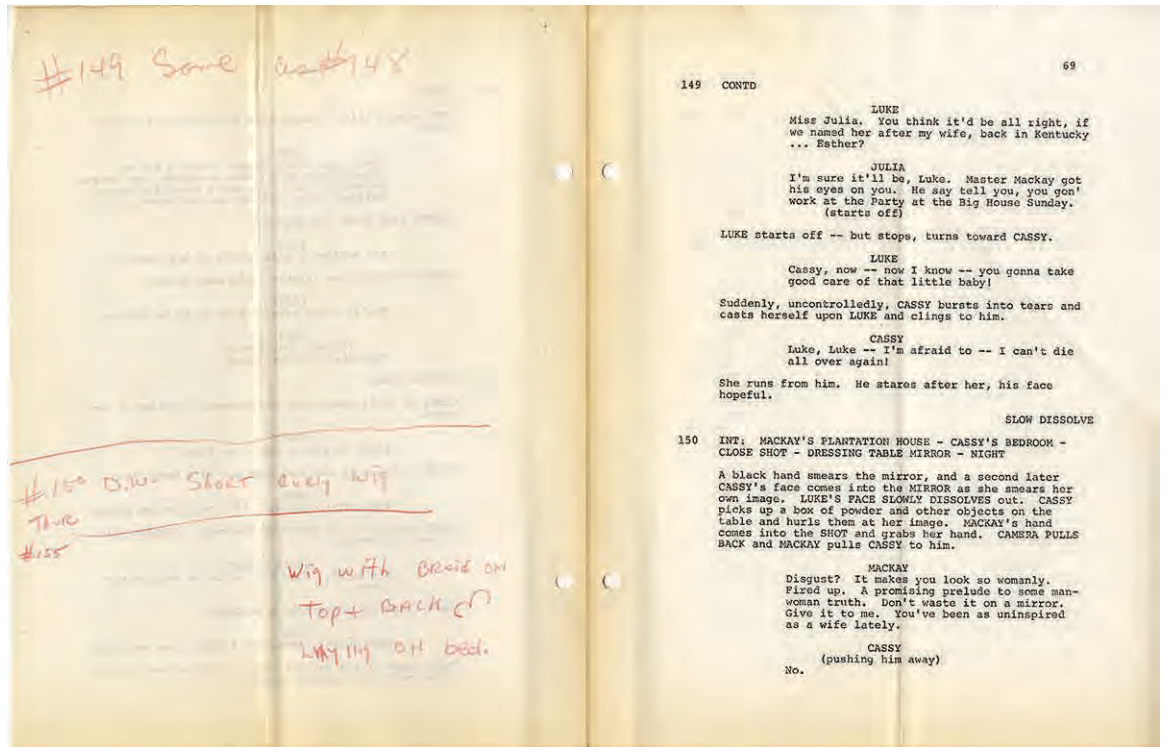 #149 Same as #148
#150 D.W. Short curly wig
Thur
#155
Wig with BRaid on
Top + BACK
Laying on bed.
69
149 CONTD
LUKE
Miss Julia. You think it'd be all right, if
we named her after my wife, back in Kentucky
... Esther?
JULIA
I'm sure it'll be, Luke. Master Mackay got
his eyes on you. He say tell you, you gon'
work at the Party at the Big House Sunday.
(starts off)
LUKE starts off -- but stops, turns toward CASSY.
LUKE
Cassy, now -- now I know -- you gonna take
good care of that little baby!
Suddenly, uncontrolledly, CASSY bursts into tears and
casts herself upon LUKE and clings to him.
CASSY
Luke, Luke -- I'm afraid to -- I can't die
all over again!
She runs from him. He stares after her, his face
hopeful.
SLOW DISSOLVE
150 INT: MACKAY'S PLANTATION HOUSE - CASSY'S BEDROOM -
CLOSE SHOT - DRESSING TABLE MIRROR - NIGHT
A black hand smears the mirror, and a second later
CASSY's face comes into the MIRROR as she smears her
own image. LUKE'S FACE SLOWLY DISSOLVES out. CASSY
picks up a box of powder and other objects on the
table and hurls them at her image. MACKAY's hand
comes into the SHOT and grabs her hand. CAMERA PULLS
BACK and MACKAY pulls CASSY to him.
MACKAY
Disgust? It makes you look so womanly.
Fired up. A promising prelude to some man-
woman truth. Don't waste it on a mirror.
Give it to me. You've been as uninspired
as a wife lately.
CASSY
(pushing him away)
No.